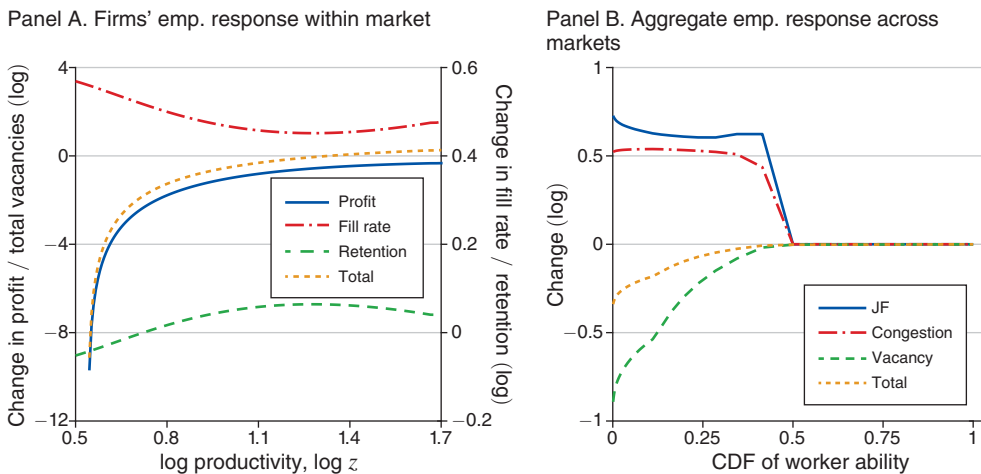 Panel A. Firms' emp. response within market
4
0
−4
−8
−12
Change in profit / total vacancies (log)
0.6
0.4
0.2
0
−0.2
Change in fill rate / retention (log)
Profit
Fill rate
Retention
Total
0.5 0.8 1.1 1.4 1.7
log productivity, log z
Panel B. Aggregate emp. response across
markets
1
0.5
0
−0.5
−1
Change (log)
JF
Congestion
Vacancy
Total
0 0.25 0.5 0.75 1
CDF of worker ability